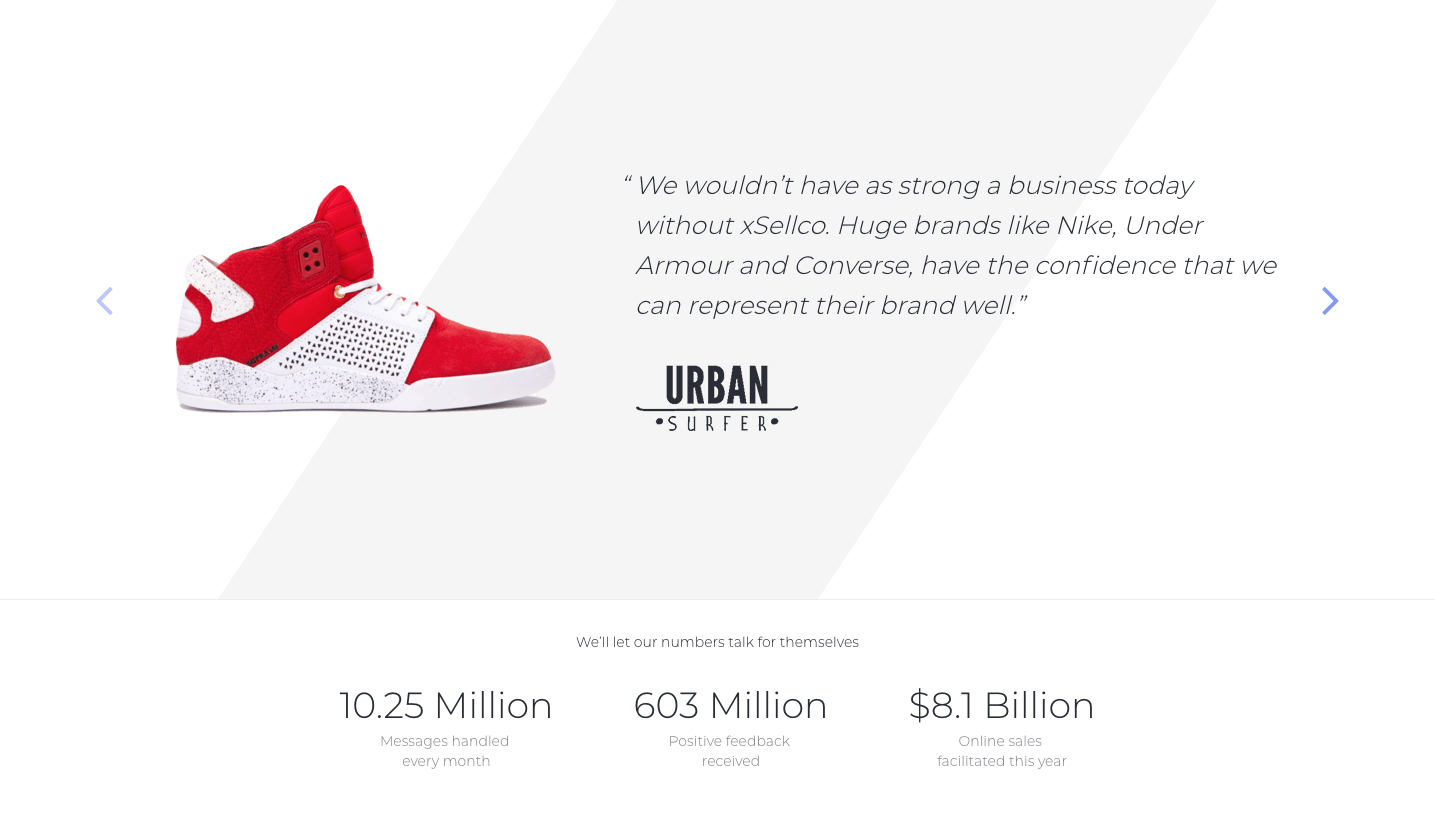 “ We wouldn’t have as strong a business today
without xSellco. Huge brands like Nike, Under
Armour and Converse, have the confidence that we
can represent their brand well.”
URBAN
SURFER
We’ll let our numbers talk for themselves
10.25 Million
Messages handled
every month
603 Million
Positive feedback
received
$8.1 Billion
Online sales
facilitated this year